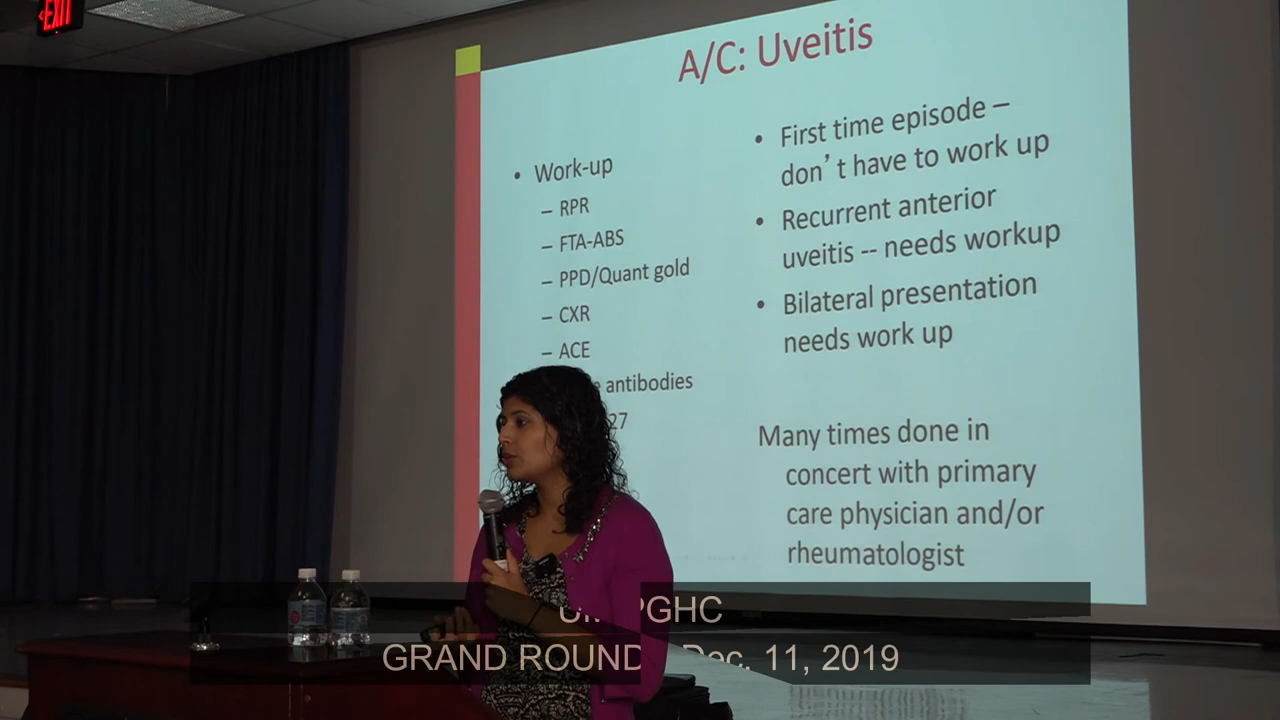 EXIT
A/C: Uveitis
• Work-up
– RPR
– FTA-ABS
– PPD/Quant gold
– CXR
– ACE
antibodies
27
• First time episode –
don't have to work up
• Recurrent anterior
uveitis -- needs workup
• Bilateral presentation
needs work up
Many times done in
concert with primary
care physician and/or
rheumatologist
PGHC
GRAND ROUND Dec. 11, 2019